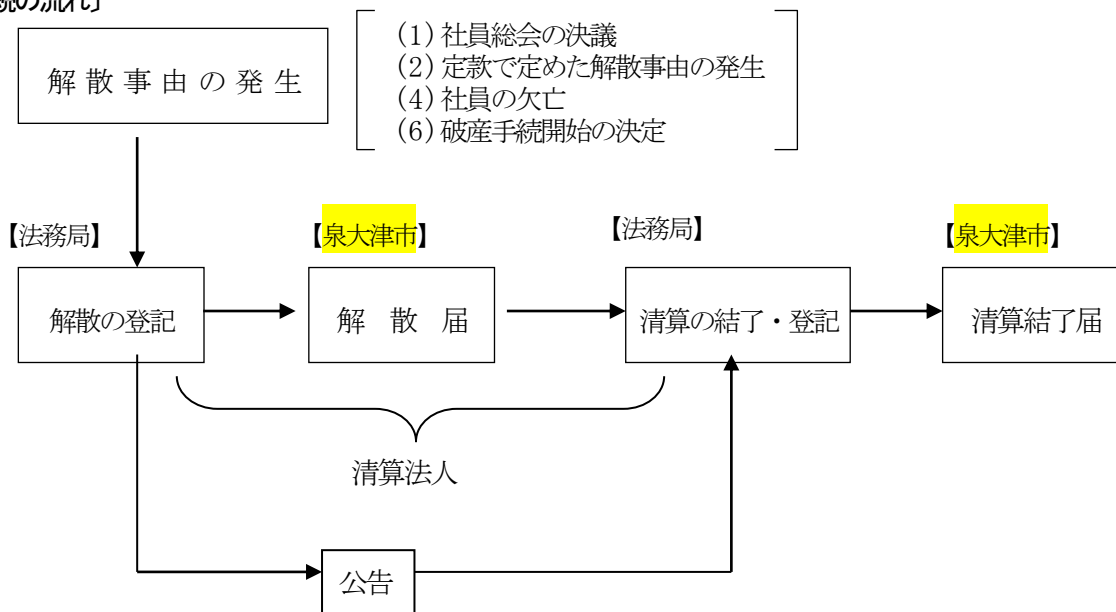 続の流れ〕
解散事由の発生
(1) 社員総会の決議
(2) 定款で定めた解散事由の発生
(4) 社員の欠亡
(6) 破産手続開始の決定
【法務局】
【泉大津市】
【法務局】
【泉大津市】
解散の登記
解散届
清算の結了・登記
清算結了届
清算法人
公告